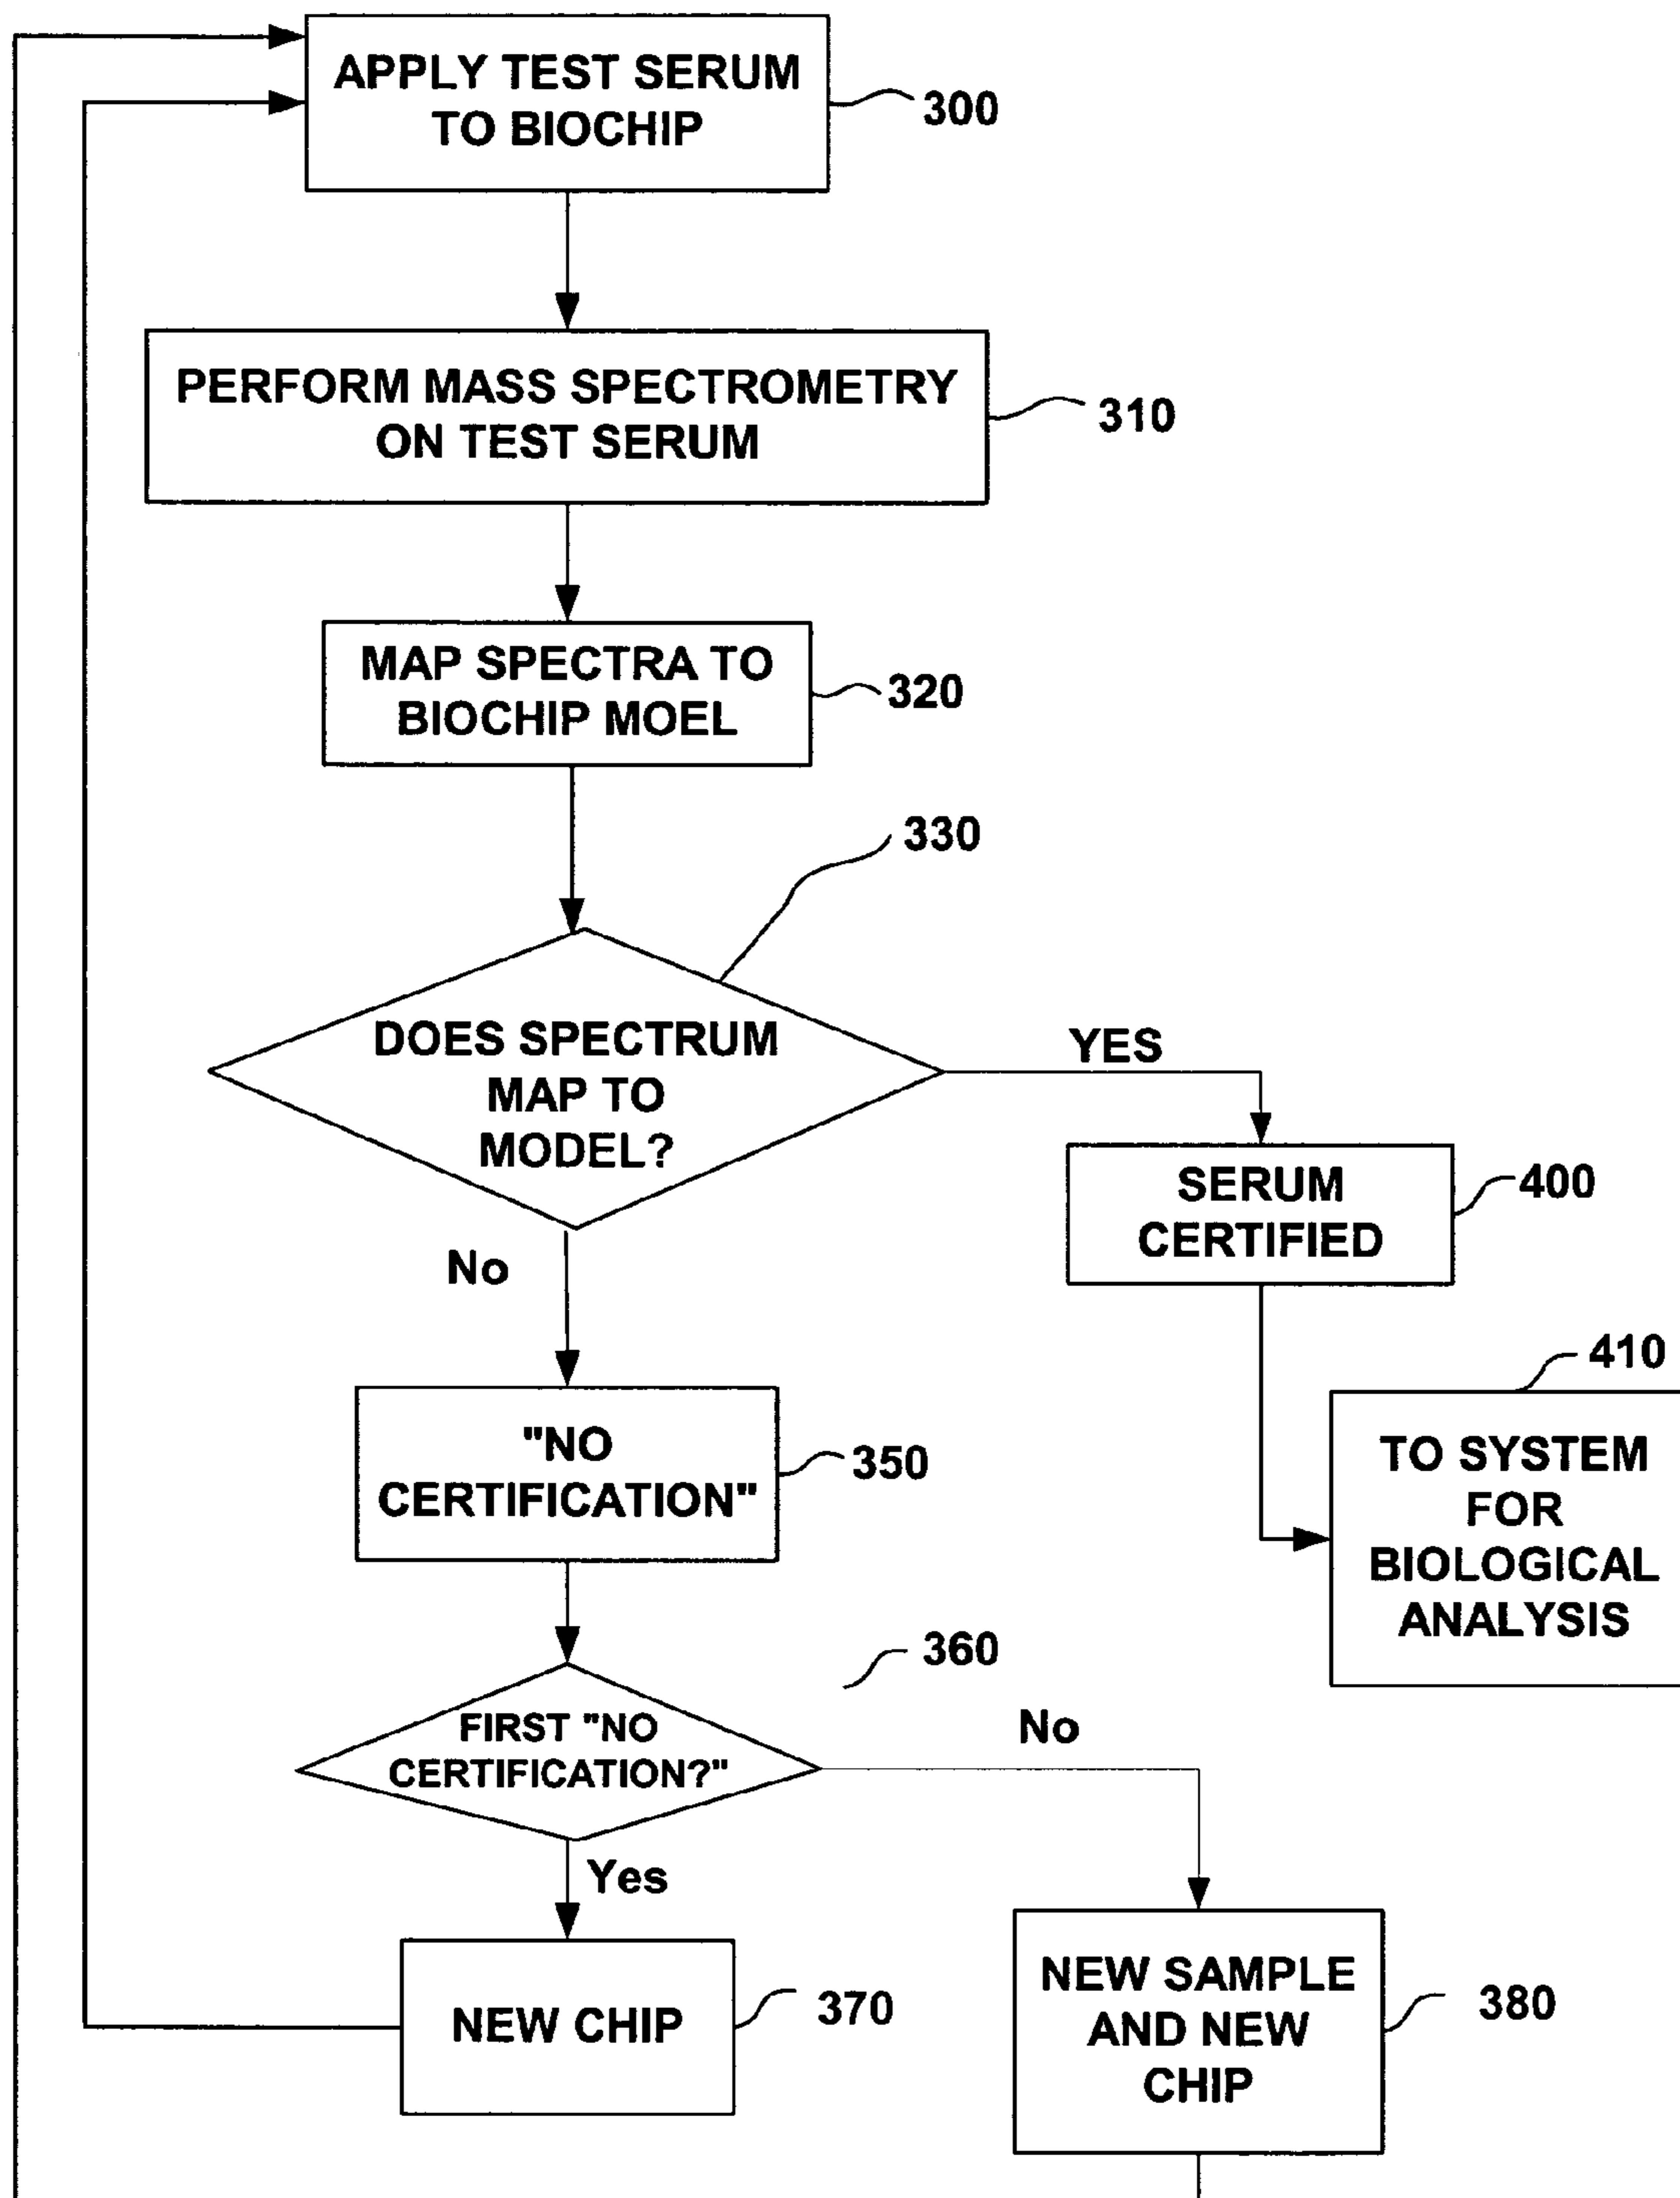 APPLY TEST SERUM
TO BIOCHIP
300
PERFORM MASS SPECTROMETRY
ON TEST SERUM
310
MAP SPECTRA TO
BIOCHIP MOEL
320
330
DOES SPECTRUM
MAP TO
MODEL?
YES
SERUM
CERTIFIED
400
No
410
TO SYSTEM
FOR
BIOLOGICAL
ANALYSIS
"NO
CERTIFICATION"
350
360
FIRST "NO
CERTIFICATION?"
No
Yes
NEW CHIP
370
NEW SAMPLE
AND NEW
CHIP
380